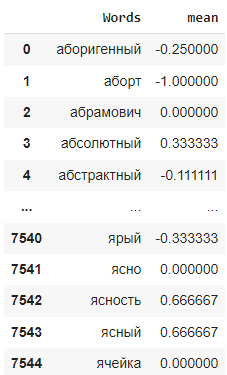 Words mean
0 аборигенный -0.250000
1 аборт -1.000000
2 абрамович 0.000000
3 абсолютный 0.333333
4 абстрактный -0.111111
... ... ...
7540 ярый -0.333333
7541 ясно 0.000000
7542 ясность 0.666667
7543 ясный 0.666667
7544 ячейка 0.000000